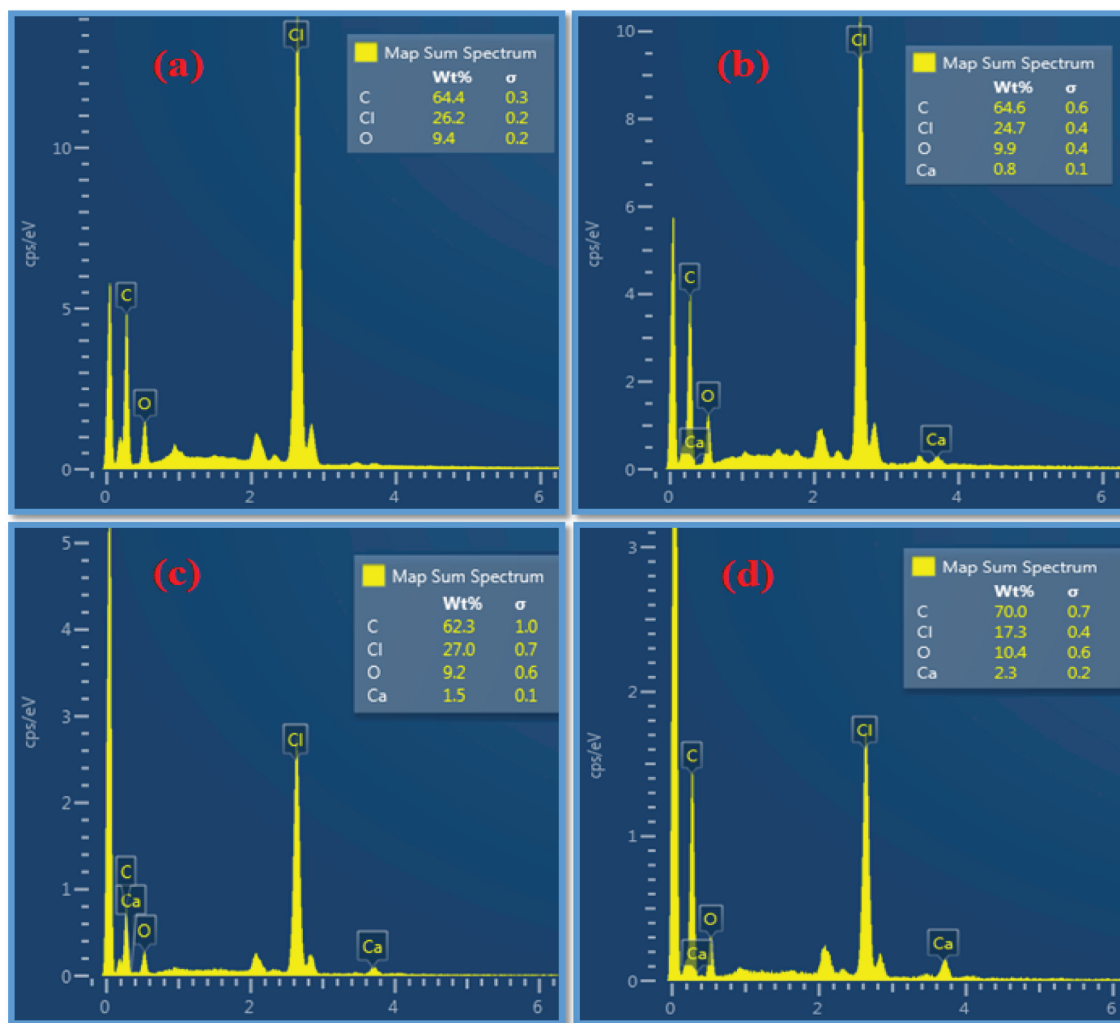 (a)
Map Sum Spectrum
Wt% σ
C 64.4 0.3
Cl 26.2 0.2
O 9.4 0.2
cps/eV
10
5
0
Cl
C
O
0 2 4 6
(b)
Map Sum Spectrum
Wt% σ
C 64.6 0.6
Cl 24.7 0.4
O 9.9 0.4
Ca 0.8 0.1
cps/eV
10
8
6
4
2
0
Cl
C
O
Ca
Ca
0 2 4 6
(c)
Map Sum Spectrum
Wt% σ
C 62.3 1.0
Cl 27.0 0.7
O 9.2 0.6
Ca 1.5 0.1
cps/eV
5
4
3
2
1
0
Cl
C
Ca
O
Ca
0 2 4 6
(d)
Map Sum Spectrum
Wt% σ
C 70.0 0.7
Cl 17.3 0.4
O 10.4 0.6
Ca 2.3 0.2
cps/eV
3
2
1
0
Cl
C
O
Ca
Ca
0 2 4 6